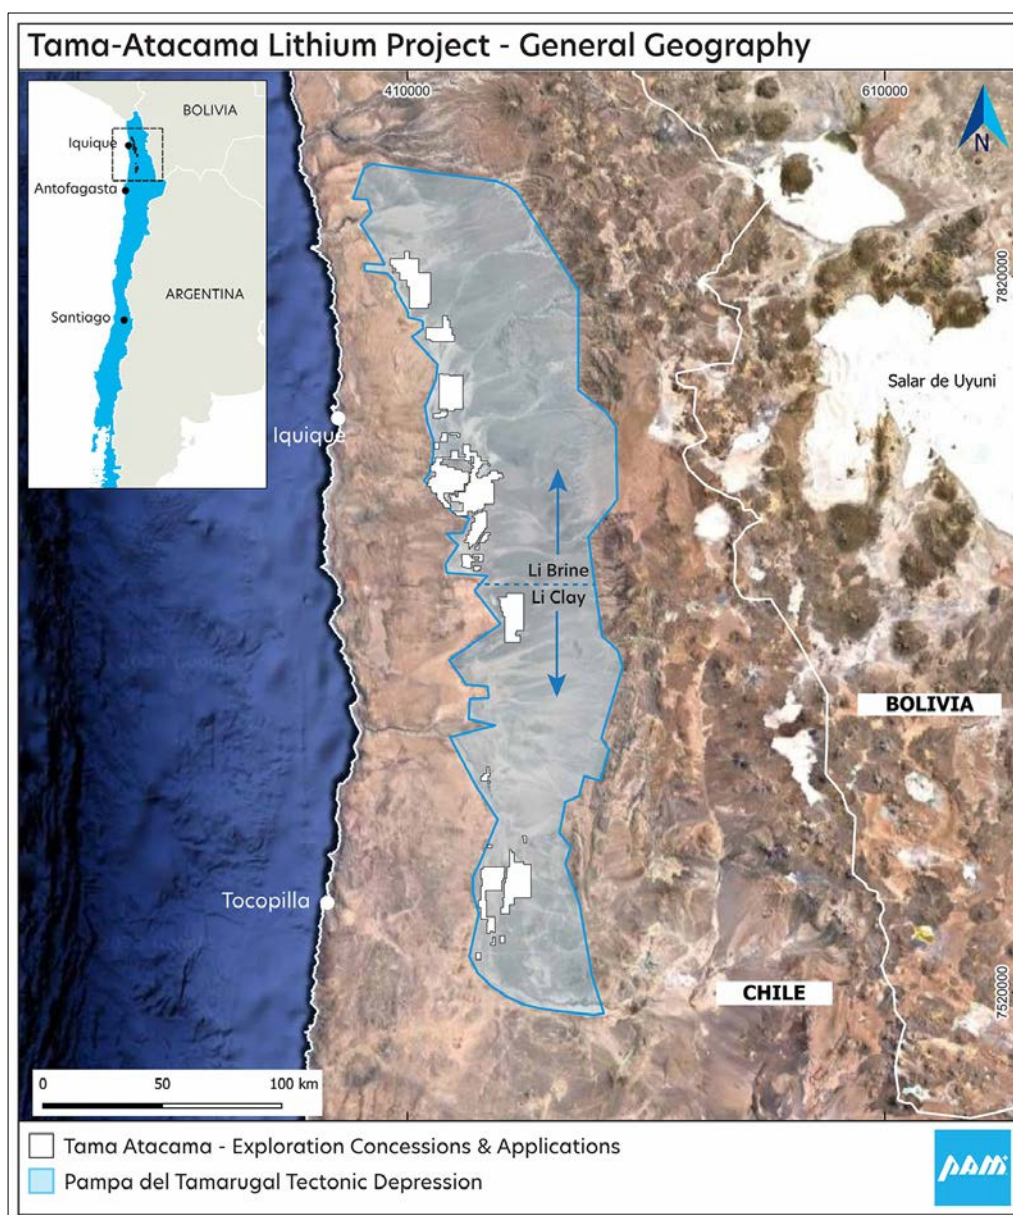 Tama-Atacama Lithium Project - General Geography
410000
610000
BOLIVIA
Iquique
Antofagasta
ARGENTINA
Santiago
N
7820000
Salar de Uyuni
Iquique
Li Brine
Li Clay
BOLIVIA
Tocopilla
CHILE
7520000
0 50 100 km
Tama Atacama - Exploration Concessions & Applications
Pampa del Tamarugal Tectonic Depression
PAM